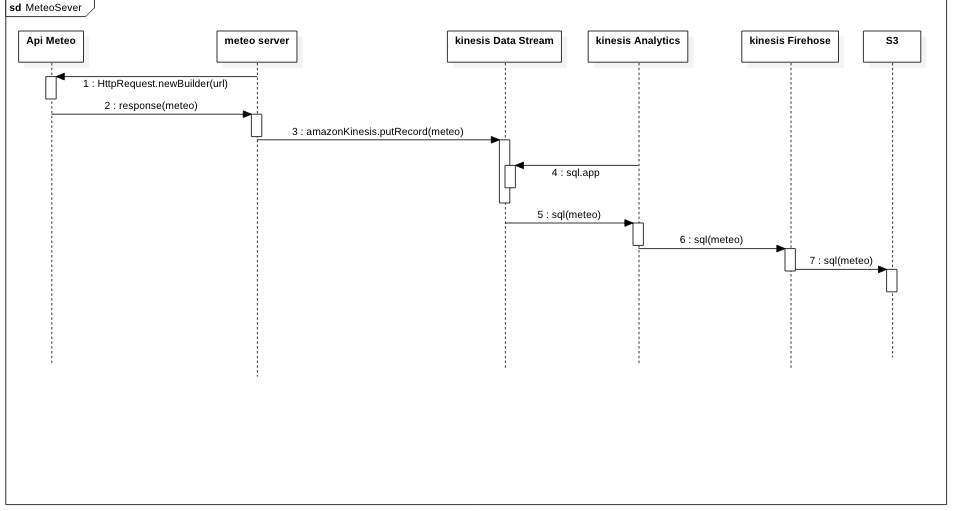 sd MeteoSever
Api Meteo
meteo server
kinesis Data Stream
kinesis Analytics
kinesis Firehose
S3
1 : HttpRequest.newBuilder(url)
2 : response(meteo)
3 : amazonKinesis.putRecord(meteo)
4 : sql.app
5 : sql(meteo)
6 : sql(meteo)
7 : sql(meteo)